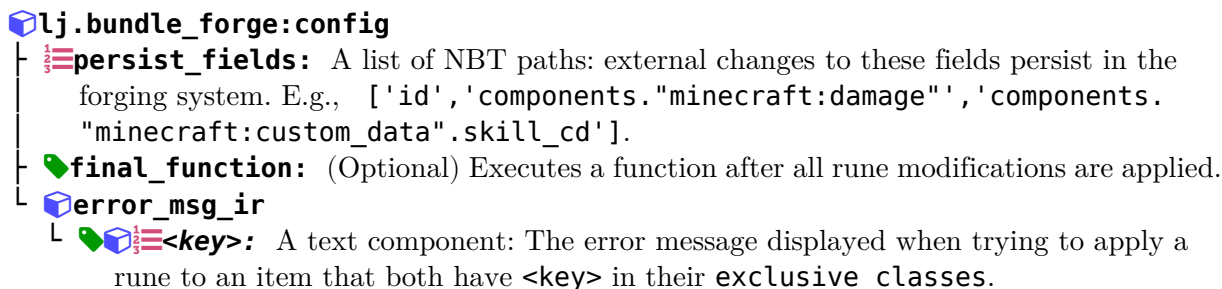 lj.bundle_forge:config
persist_fields: A list of NBT paths: external changes to these fields persist in the
forging system. E.g., ['id','components."minecraft:damage"','components.
"minecraft:custom_data".skill_cd'].
final_function: (Optional) Executes a function after all rune modifications are applied.
error_msg_ir
<key>: A text component: The error message displayed when trying to apply a
rune to an item that both have <key> in their exclusive_classes.